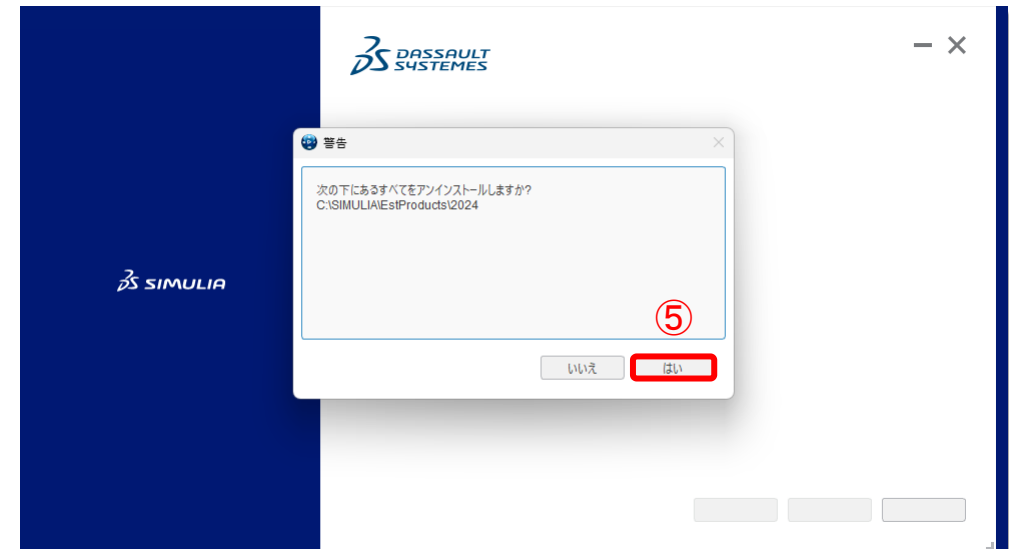 DASSAULT
SYSTEMES
警告
次の下にあるすべてをアンインストールしますか?
C:\SIMULIA\EstProducts\2024
SIMULIA
⑤
いいえ
はい